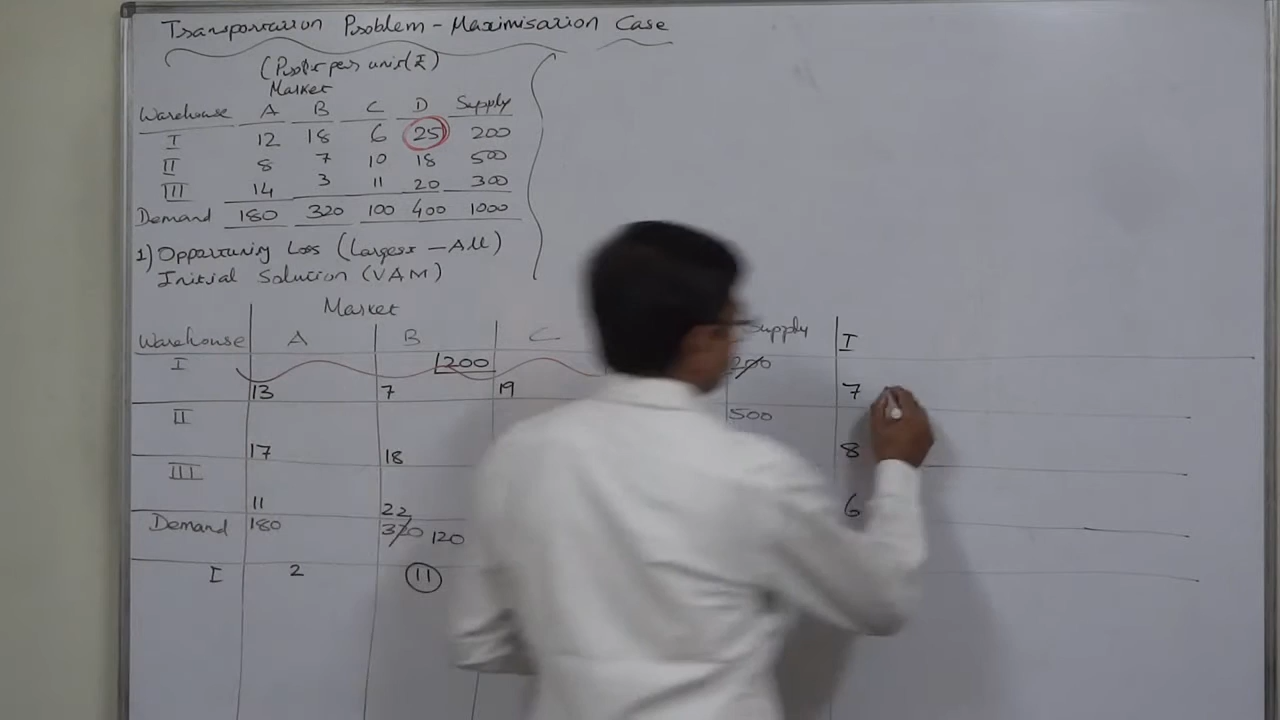 Transportation Problem - Maximisation Case
(Profit per unit ₹)
Market
Warehouse A B C D Supply
I 12 18 6 25 200
II 8 7 10 18 500
III 14 3 11 20 300
Demand 180 320 100 400 1000
1) Opportunity Loss (Largest - All)
Initial Solution (VAM)
Market
Warehouse A B C Supply I
I 200 200
13 7 19 7
II 500
17 18 8
III
11 22 6
Demand 180 320 120
I 2 11